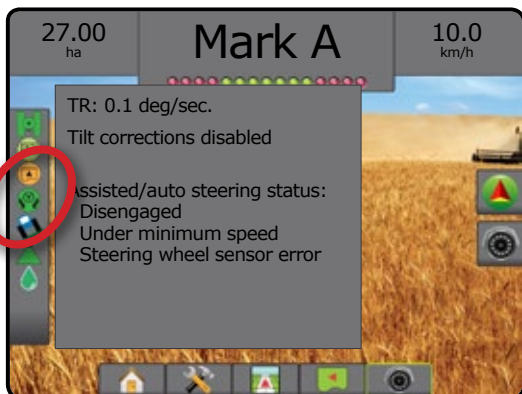 27.00
ha
Mark A
10.0
km/h
TR: 0.1 deg/sec.
Tilt corrections disabled
Assisted/auto steering status:
Disengaged
Under minimum speed
Steering wheel sensor error